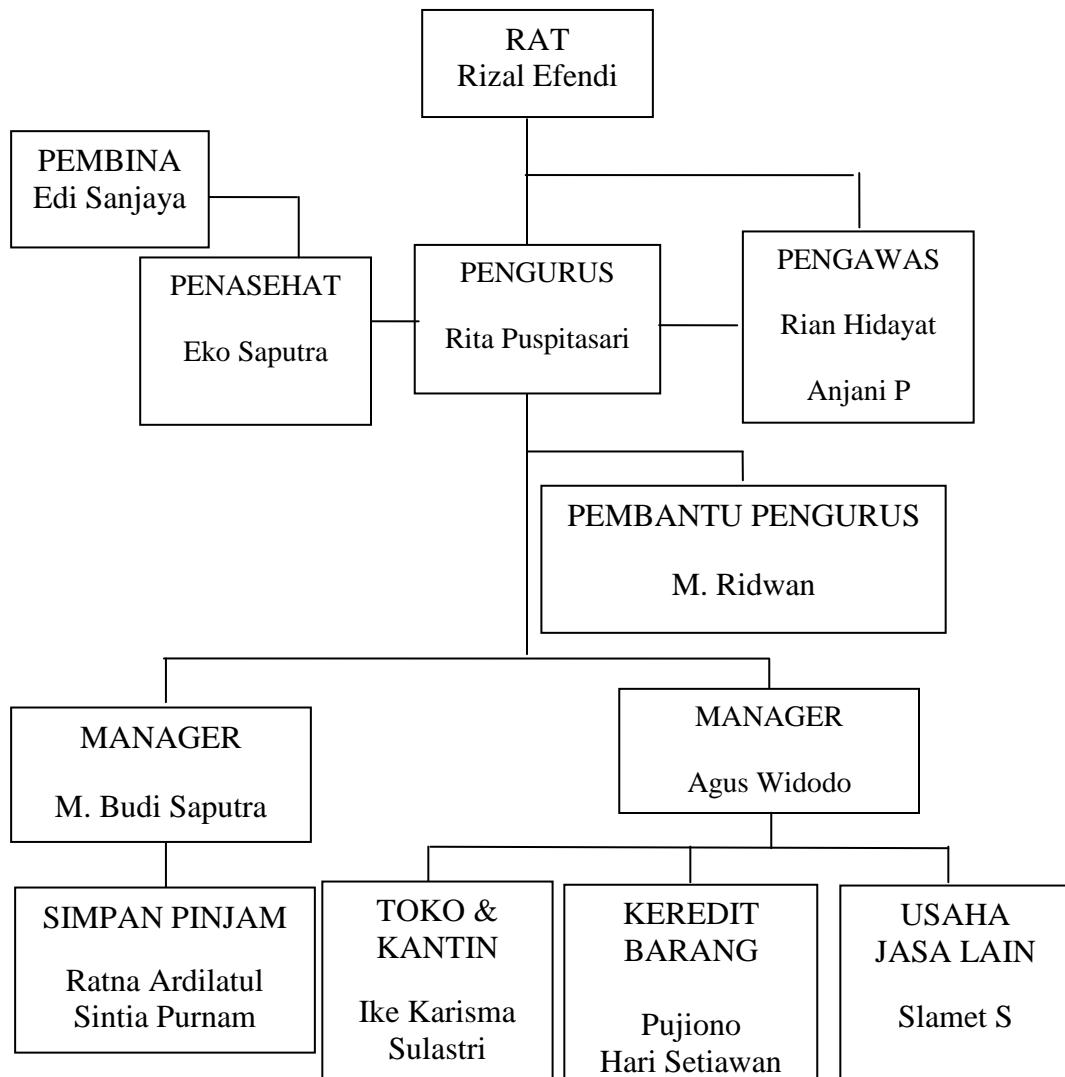 RAT
Rizal Efendi
PEMBINA
Edi Sanjaya
PENASEHAT
Eko Saputra
PENGURUS
Rita Puspitasari
PENGAWAS
Rian Hidayat
Anjani P
PEMBANTU PENGURUS
M. Ridwan
MANAGER
M. Budi Saputra
MANAGER
Agus Widodo
SIMPAN PINJAM
Ratna Ardilatul
Sintia Purnam
TOKO &
KANTIN
Ike Karisma
Sulastri
KEREDIT
BARANG
Pujiono
Hari Setiawan
USAHA
JASA LAIN
Slamet S